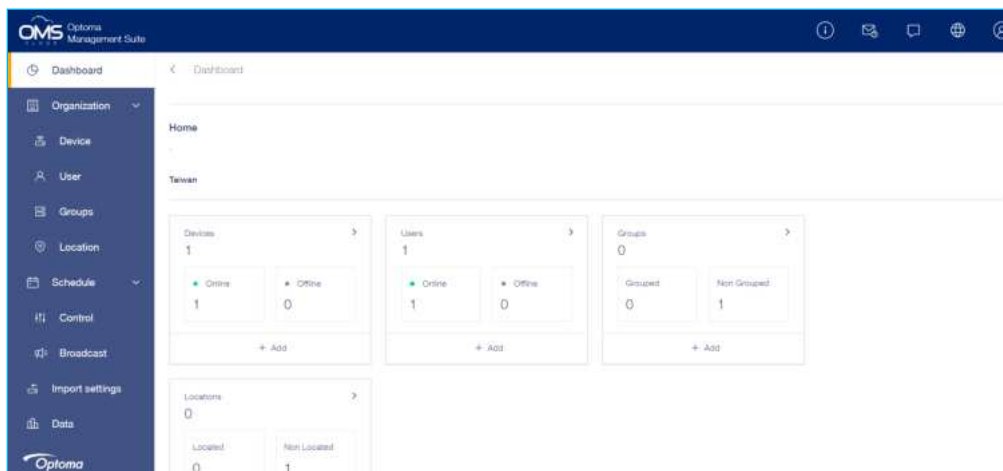 OMS Optoma
Management Suite
Dashboard
Organization
Device
User
Groups
Location
Schedule
Control
Broadcast
Import settings
Data
Optoma
Dashboard
Home
Taiwan
Devices
1
Online
1
Offline
0
+ Add
Users
1
Online
1
Offline
0
+ Add
Groups
0
Grouped
0
Non Grouped
1
+ Add
Locations
0
Located
0
Non Located
1